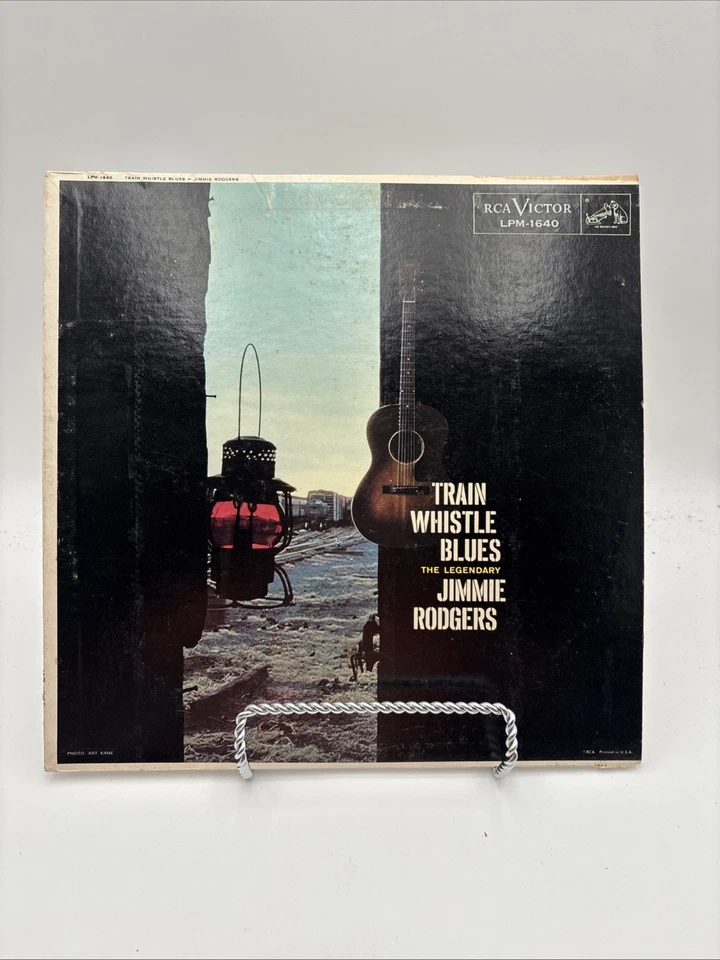 LPM-1640 TRAIN WHISTLE BLUES – JIMMIE RODGERS
RCA VICTOR
LPM-1640
TRAIN
WHISTLE
BLUES
THE LEGENDARY
JIMMIE
RODGERS
PHOTO: ART KANE
©RCA Printed in U.S.A.